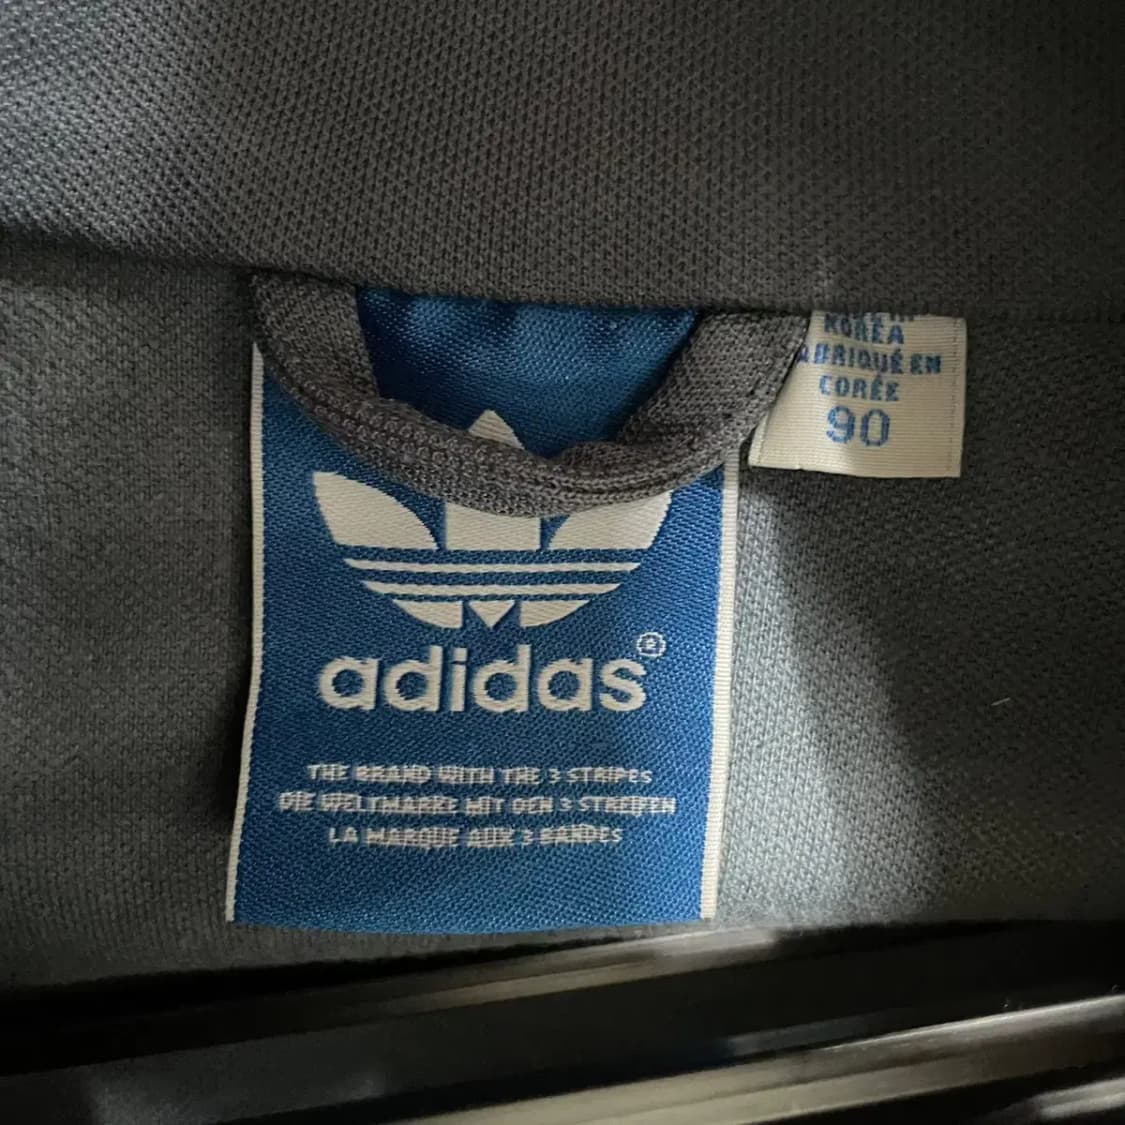 KOREA
FABRIQUÉ EN
CORÉE
90
adidas®
THE BRAND WITH THE 3 STRIPES
DIE WELTMARKE MIT DEN 3 STREIFEN
LA MARQUE AUX 3 BANDES